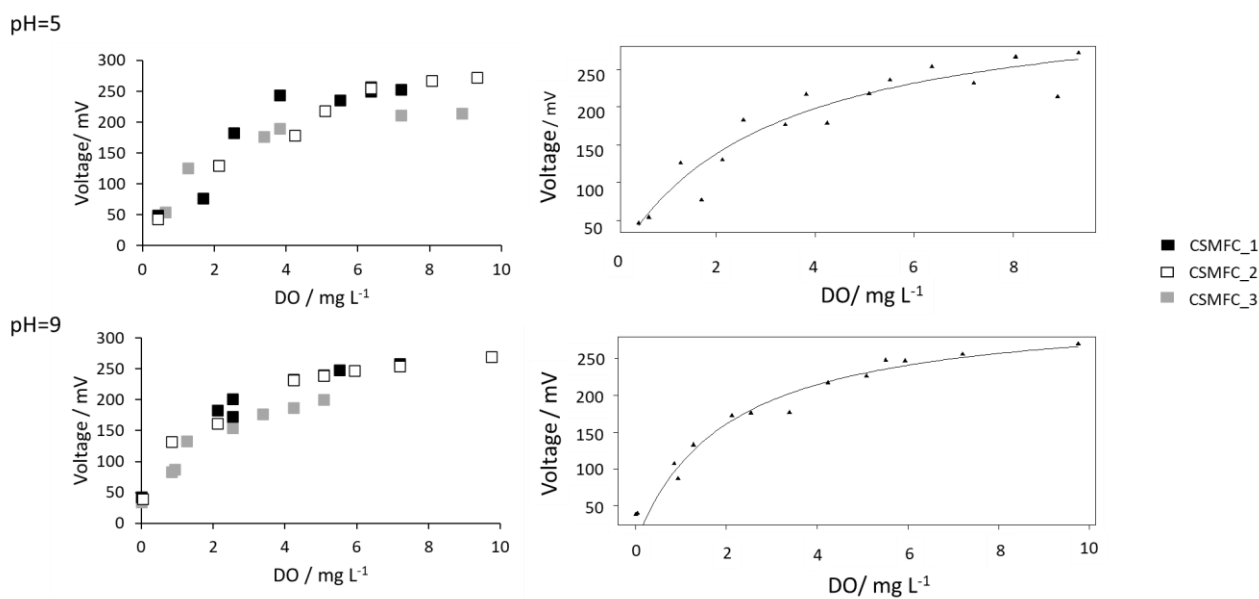 pH=5
300
250
200
150
100
50
0
Voltage/ mV
0 2 4 6 8 10
DO / mg L-1
250
200
150
100
50
Voltage / mV
0 2 4 6 8
DO/ mg L-1
CSMFC_1
CSMFC_2
CSMFC_3
pH=9
300
250
200
150
100
50
0
Voltage / mV
0 2 4 6 8 10
DO / mg L-1
250
200
150
100
50
Voltage / mV
0 2 4 6 8 10
DO/ mg L-1